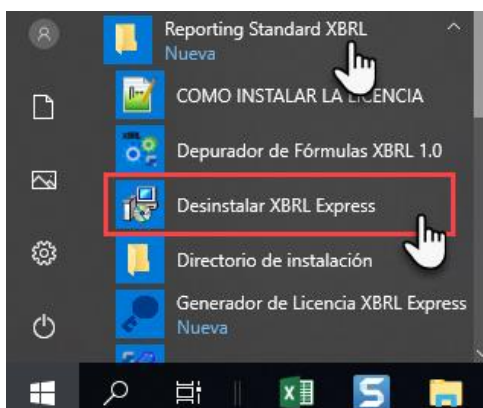 Reporting Standard XBRL
Nueva
COMO INSTALAR LA LICENCIA
Depurador de Fórmulas XBRL 1.0
Desinstalar XBRL Express
Directorio de instalación
Generador de Licencia XBRL Express
Nueva